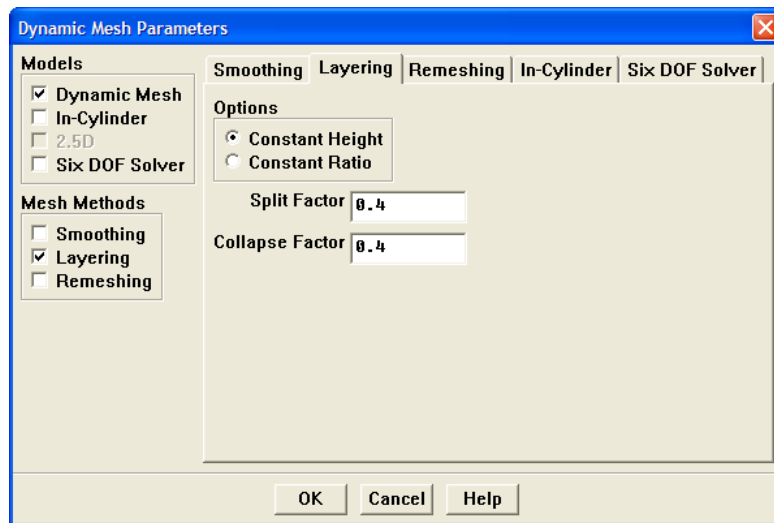 Dynamic Mesh Parameters
Models
Dynamic Mesh
In-Cylinder
2.5D
Six DOF Solver
Mesh Methods
Smoothing
Layering
Remeshing
Smoothing Layering Remeshing In-Cylinder Six DOF Solver
Options
Constant Height
Constant Ratio
Split Factor 0.4
Collapse Factor 0.4
OK Cancel Help